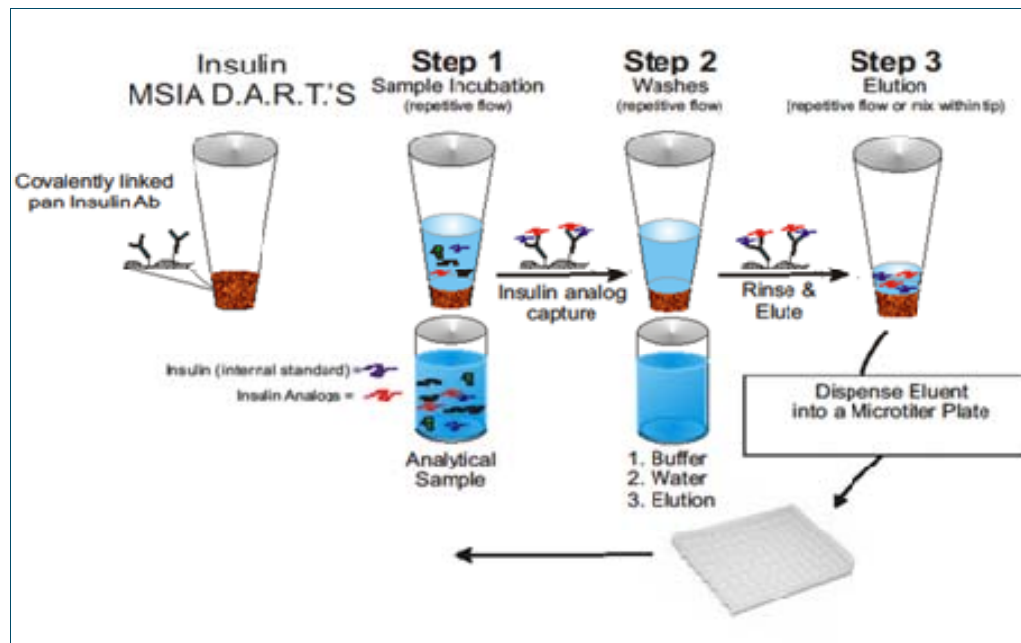 Insulin
MSIA D.A.R.T.'S
Covalently linked
pan Insulin Ab
Step 1
Sample Incubation
(repetitive flow)
Insulin (internal standard) =
Insulin Analogs =
Analytical
Sample
Insulin analog
capture
Step 2
Washes
(repetitive flow)
1. Buffer
2. Water
3. Elution
Rinse &
Elute
Step 3
Elution
(repetitive flow or mix within tip)
Dispense Eluent
into a Microtiter Plate